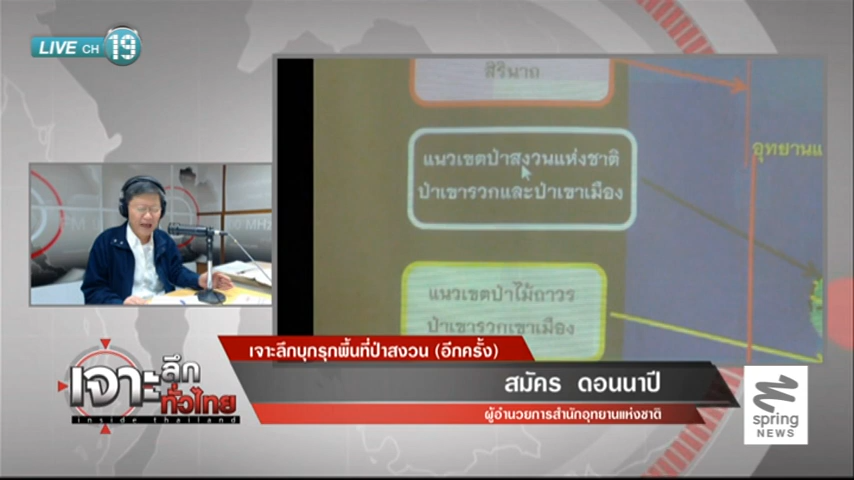 LIVE CH 19
สิรินาถ
แนวเขตป่าสงวนแห่งชาติ
ป่าเขารวกและป่าเขาเมือง
อุทยานแ
แนวเขตป่าไม้ถาวร
ป่าเขารวกเขาเมือง
เจาะลึกบุกรุกพื้นที่ป่าสงวน (อีกครั้ง)
สมัคร ดอนนาปี
ผู้อำนวยการสำนักอุทยานแห่งชาติ
เจาะลึกทั่วไทย
inside thailand
spring
NEWS